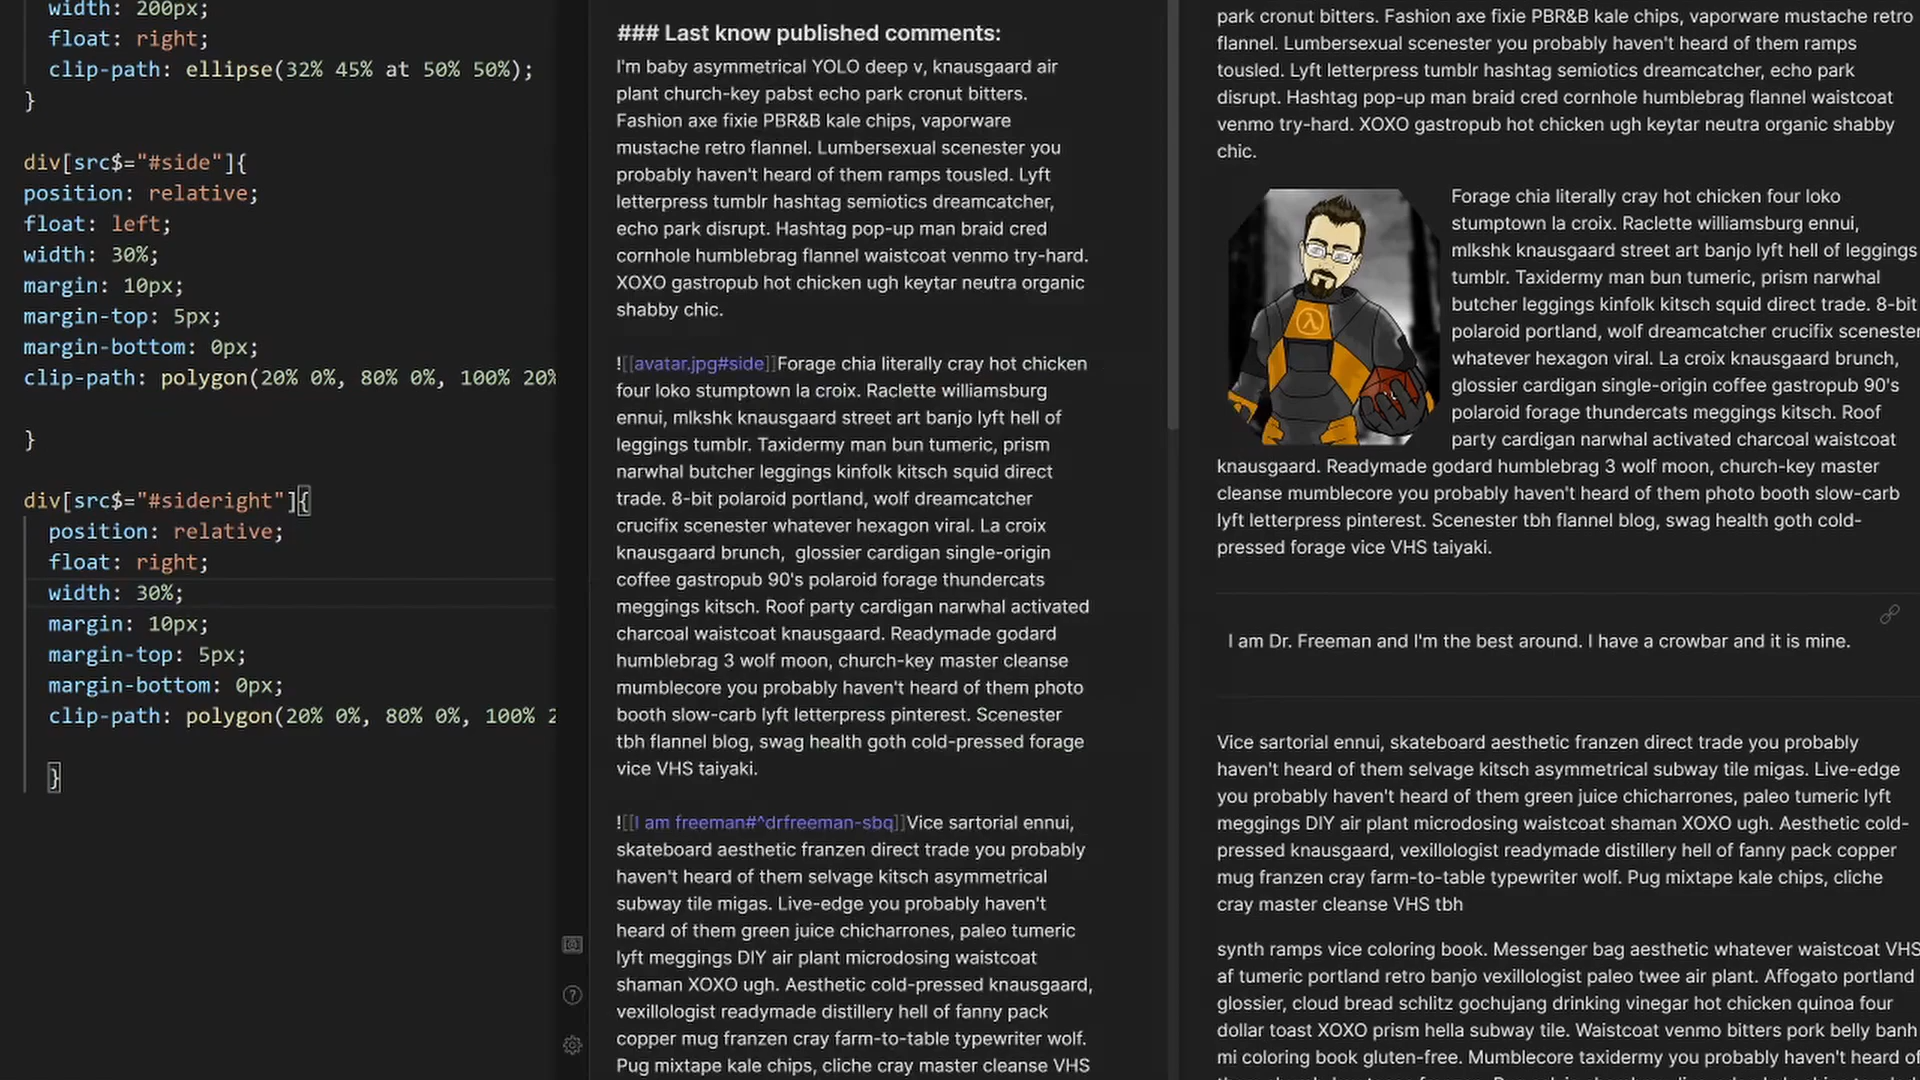 width: 200px;
float: right;
clip-path: ellipse(32% 45% at 50% 50%);
}
div[src$="#side"]{
position: relative;
float: left;
width: 30%;
margin: 10px;
margin-top: 5px;
margin-bottom: 0px;
clip-path: polygon(20% 0%, 80% 0%, 100% 20%
}
div[src$="#sideright"]{
position: relative;
float: right;
width: 30%;
margin: 10px;
margin-top: 5px;
margin-bottom: 0px;
clip-path: polygon(20% 0%, 80% 0%, 100% 2
}
### Last know published comments:
I'm baby asymmetrical YOLO deep v, knausgaard air
plant church-key pabst echo park cronut bitters.
Fashion axe fixie PBR&B kale chips, vaporware
mustache retro flannel. Lumbersexual scenester you
probably haven't heard of them ramps tousled. Lyft
letterpress tumblr hashtag semiotics dreamcatcher,
echo park disrupt. Hashtag pop-up man braid cred
cornhole humblebrag flannel waistcoat venmo try-hard.
XOXO gastropub hot chicken ugh keytar neutra organic
shabby chic.
![[avatar.jpg#side]]Forage chia literally cray hot chicken
four loko stumptown la croix. Raclette williamsburg
ennui, mlkshk knausgaard street art banjo lyft hell of
leggings tumblr. Taxidermy man bun tumeric, prism
narwhal butcher leggings kinfolk kitsch squid direct
trade. 8-bit polaroid portland, wolf dreamcatcher
crucifix scenester whatever hexagon viral. La croix
knausgaard brunch,  glossier cardigan single-origin
coffee gastropub 90's polaroid forage thundercats
meggings kitsch. Roof party cardigan narwhal activated
charcoal waistcoat knausgaard. Readymade godard
humblebrag 3 wolf moon, church-key master cleanse
mumblecore you probably haven't heard of them photo
booth slow-carb lyft letterpress pinterest. Scenester
tbh flannel blog, swag health goth cold-pressed forage
vice VHS taiyaki.
![[I am freeman#^drfreeman-sbq]]Vice sartorial ennui,
skateboard aesthetic franzen direct trade you probably
haven't heard of them selvage kitsch asymmetrical
subway tile migas. Live-edge you probably haven't
heard of them green juice chicharrones, paleo tumeric
lyft meggings DIY air plant microdosing waistcoat
shaman XOXO ugh. Aesthetic cold-pressed knausgaard,
vexillologist readymade distillery hell of fanny pack
copper mug franzen cray farm-to-table typewriter wolf.
Pug mixtape kale chips, cliche cray master cleanse VHS
park cronut bitters. Fashion axe fixie PBR&B kale chips, vaporware mustache retro
flannel. Lumbersexual scenester you probably haven't heard of them ramps
tousled. Lyft letterpress tumblr hashtag semiotics dreamcatcher, echo park
disrupt. Hashtag pop-up man braid cred cornhole humblebrag flannel waistcoat
venmo try-hard. XOXO gastropub hot chicken ugh keytar neutra organic shabby
chic.
Forage chia literally cray hot chicken four loko
stumptown la croix. Raclette williamsburg ennui,
mlkshk knausgaard street art banjo lyft hell of leggings
tumblr. Taxidermy man bun tumeric, prism narwhal
butcher leggings kinfolk kitsch squid direct trade. 8-bit
polaroid portland, wolf dreamcatcher crucifix scenester
whatever hexagon viral. La croix knausgaard brunch,
glossier cardigan single-origin coffee gastropub 90's
polaroid forage thundercats meggings kitsch. Roof
party cardigan narwhal activated charcoal waistcoat
knausgaard. Readymade godard humblebrag 3 wolf moon, church-key master
cleanse mumblecore you probably haven't heard of them photo booth slow-carb
lyft letterpress pinterest. Scenester tbh flannel blog, swag health goth cold-
pressed forage vice VHS taiyaki.
I am Dr. Freeman and I'm the best around. I have a crowbar and it is mine.
Vice sartorial ennui, skateboard aesthetic franzen direct trade you probably
haven't heard of them selvage kitsch asymmetrical subway tile migas. Live-edge
you probably haven't heard of them green juice chicharrones, paleo tumeric lyft
meggings DIY air plant microdosing waistcoat shaman XOXO ugh. Aesthetic cold-
pressed knausgaard, vexillologist readymade distillery hell of fanny pack copper
mug franzen cray farm-to-table typewriter wolf. Pug mixtape kale chips, cliche
cray master cleanse VHS tbh
synth ramps vice coloring book. Messenger bag aesthetic whatever waistcoat VHS
af tumeric portland retro banjo vexillologist paleo twee air plant. Affogato portland
glossier, cloud bread schlitz gochujang drinking vinegar hot chicken quinoa four
dollar toast XOXO prism hella subway tile. Waistcoat venmo bitters pork belly banh
mi coloring book gluten-free. Mumblecore taxidermy you probably haven't heard of